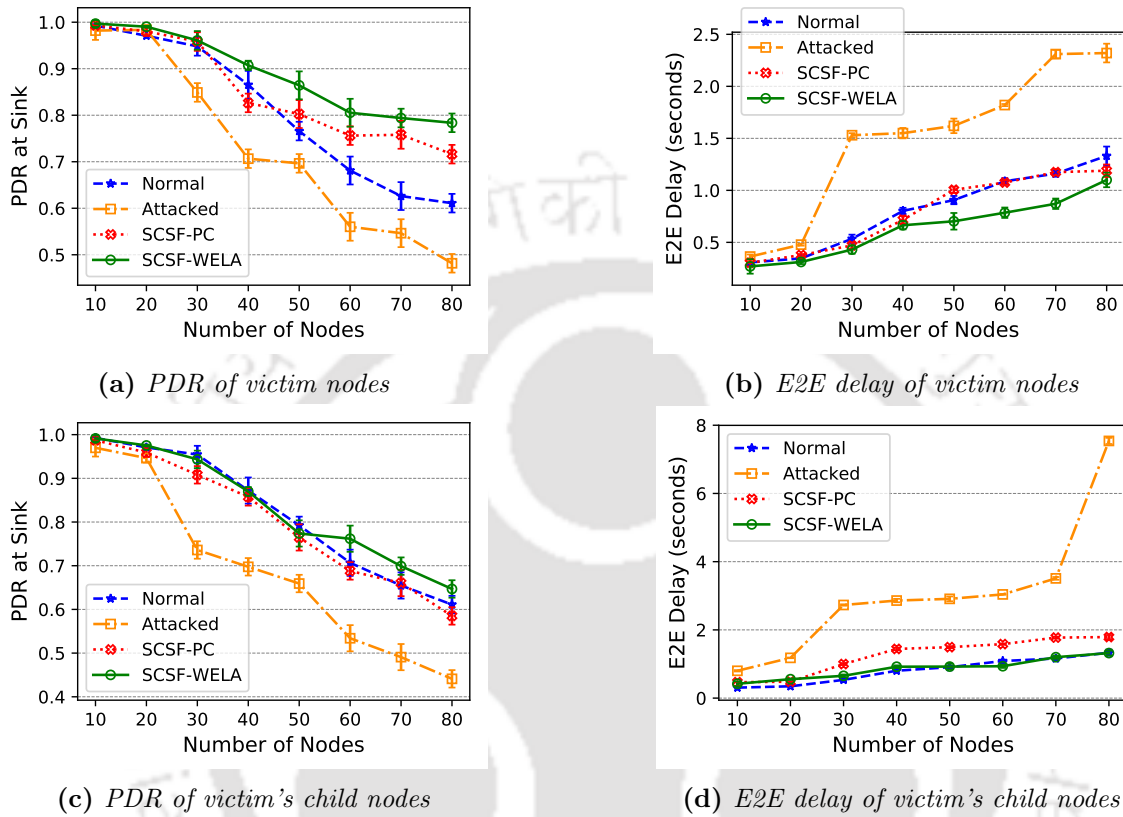 1.0
0.9
0.8
0.7
0.6
0.5
PDR at Sink
Normal
Attacked
SCSF-PC
SCSF-WELA
10 20 30 40 50 60 70 80
Number of Nodes
(a) PDR of victim nodes
2.5
2.0
1.5
1.0
0.5
E2E Delay (seconds)
Normal
Attacked
SCSF-PC
SCSF-WELA
10 20 30 40 50 60 70 80
Number of Nodes
(b) E2E delay of victim nodes
1.0
0.9
0.8
0.7
0.6
0.5
0.4
PDR at Sink
Normal
Attacked
SCSF-PC
SCSF-WELA
10 20 30 40 50 60 70 80
Number of Nodes
(c) PDR of victim's child nodes
8
6
4
2
0
E2E Delay (seconds)
Normal
Attacked
SCSF-PC
SCSF-WELA
10 20 30 40 50 60 70 80
Number of Nodes
(d) E2E delay of victim's child nodes